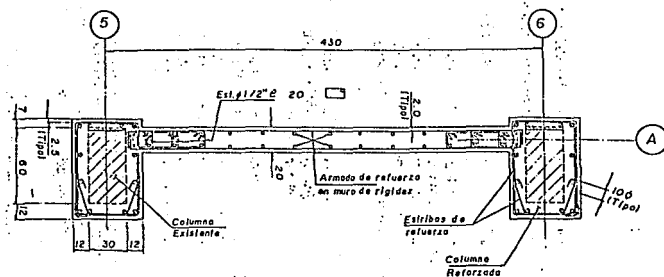 5
6
430
Est.φ1/2" @ 20
2.0
(Tipo)
A
7
2.5
(Tipo)
60
12
20
Armado de refuerzo
en muro de rigidez
Estribos de
refuerzo
10φ
(Tipo)
Columna
Existente
12
30
12
Columna
Reforzada